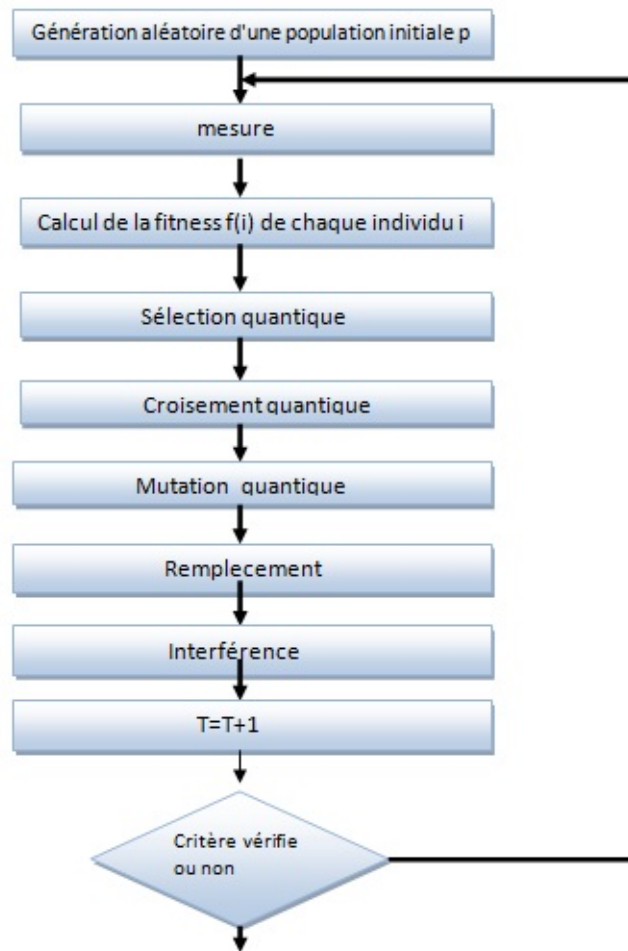 Génération aléatoire d'une population initiale p
mesure
Calcul de la fitness f(i) de chaque individu i
Sélection quantique
Croisement quantique
Mutation quantique
Remplecement
Interférence
T=T+1
Critère vérifie
ou non